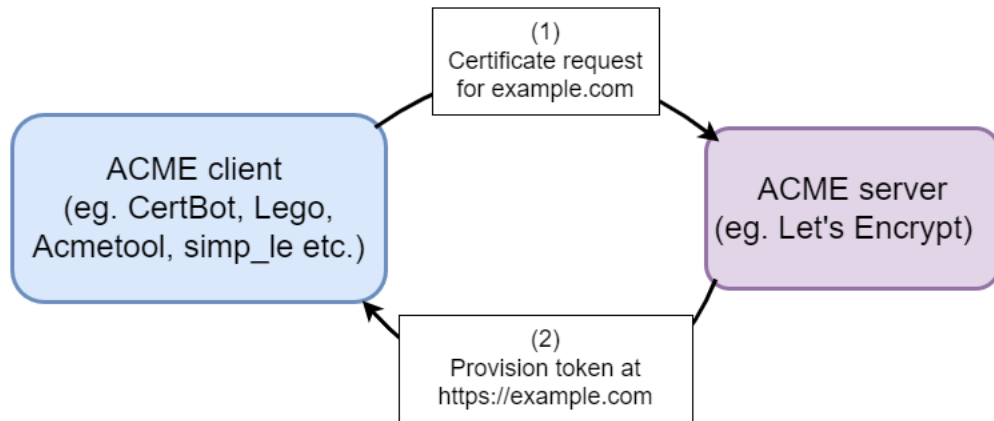 (1)
Certificate request
for example.com
ACME client
(eg. CertBot, Lego,
Acmetool, simp_le etc.)
ACME server
(eg. Let's Encrypt)
(2)
Provision token at
https://example.com